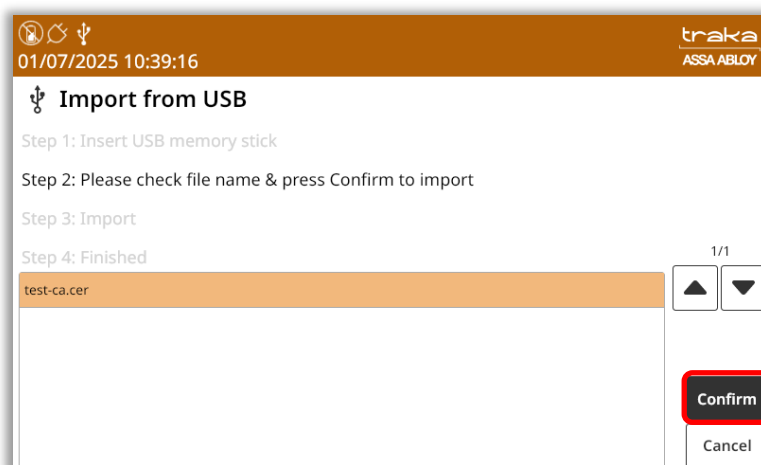 01/07/2025 10:39:16
traka
ASSA ABLOY
Import from USB
Step 1: Insert USB memory stick
Step 2: Please check file name & press Confirm to import
Step 3: Import
Step 4: Finished
1/1
test-ca.cer
Confirm
Cancel